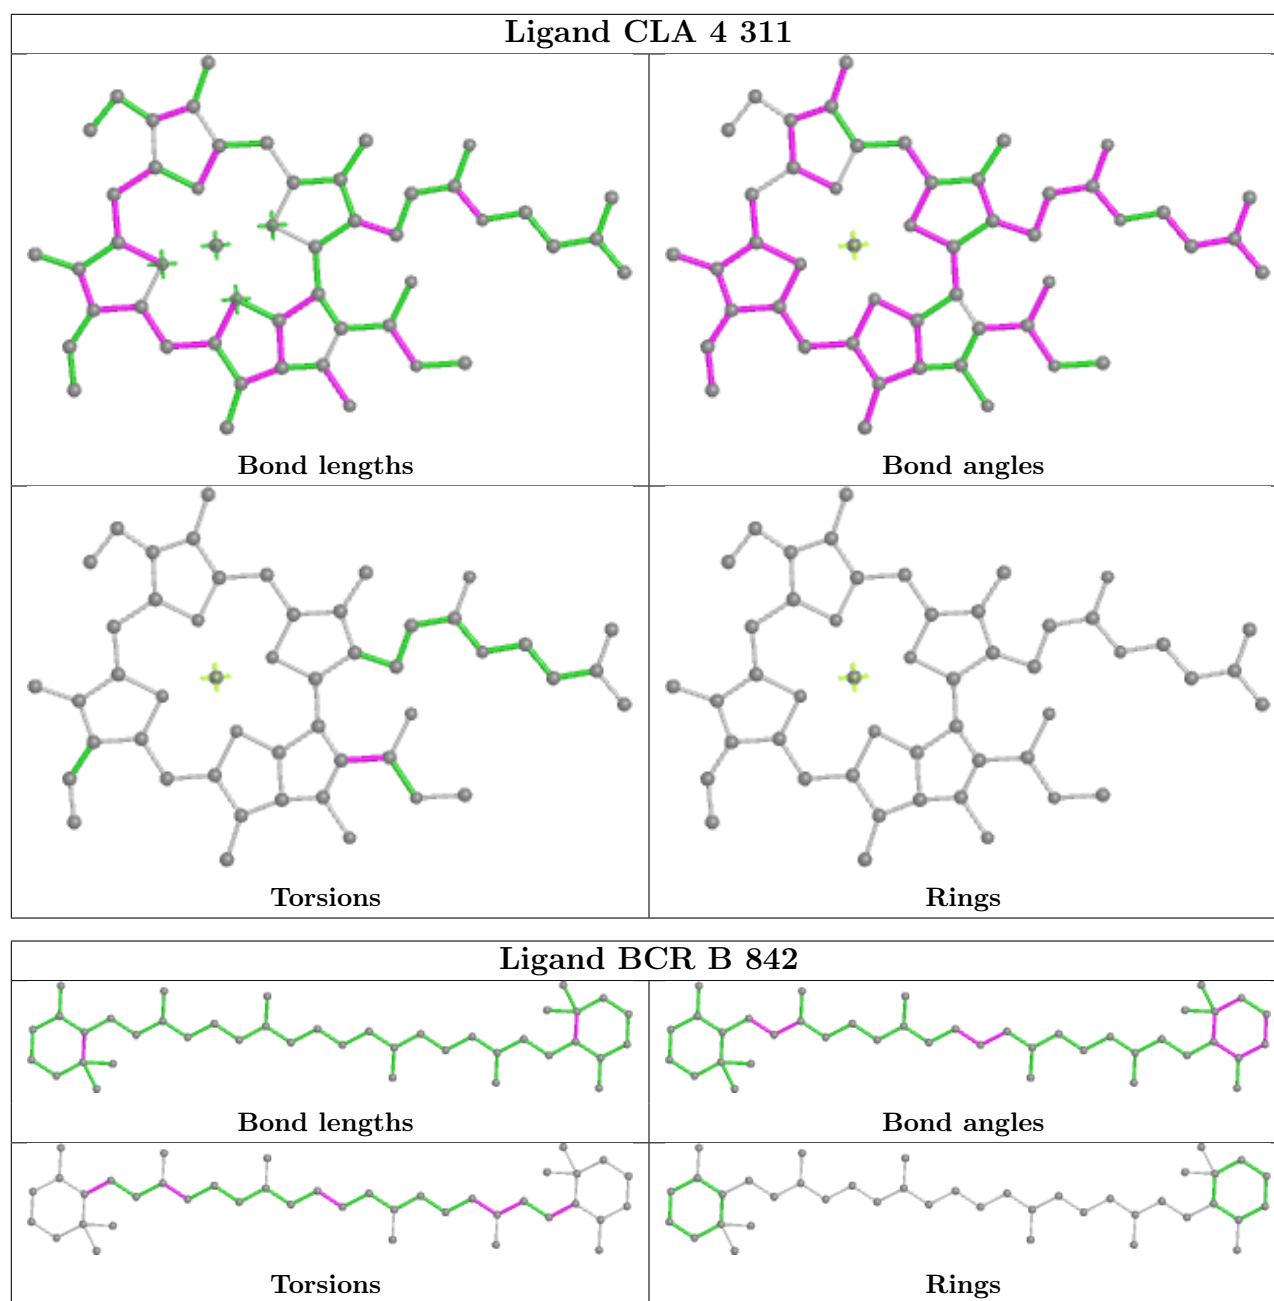 Ligand CLA 4 311
Bond lengths
Bond angles
Torsions
Rings
Ligand BCR B 842
Bond lengths
Bond angles
Torsions
Rings